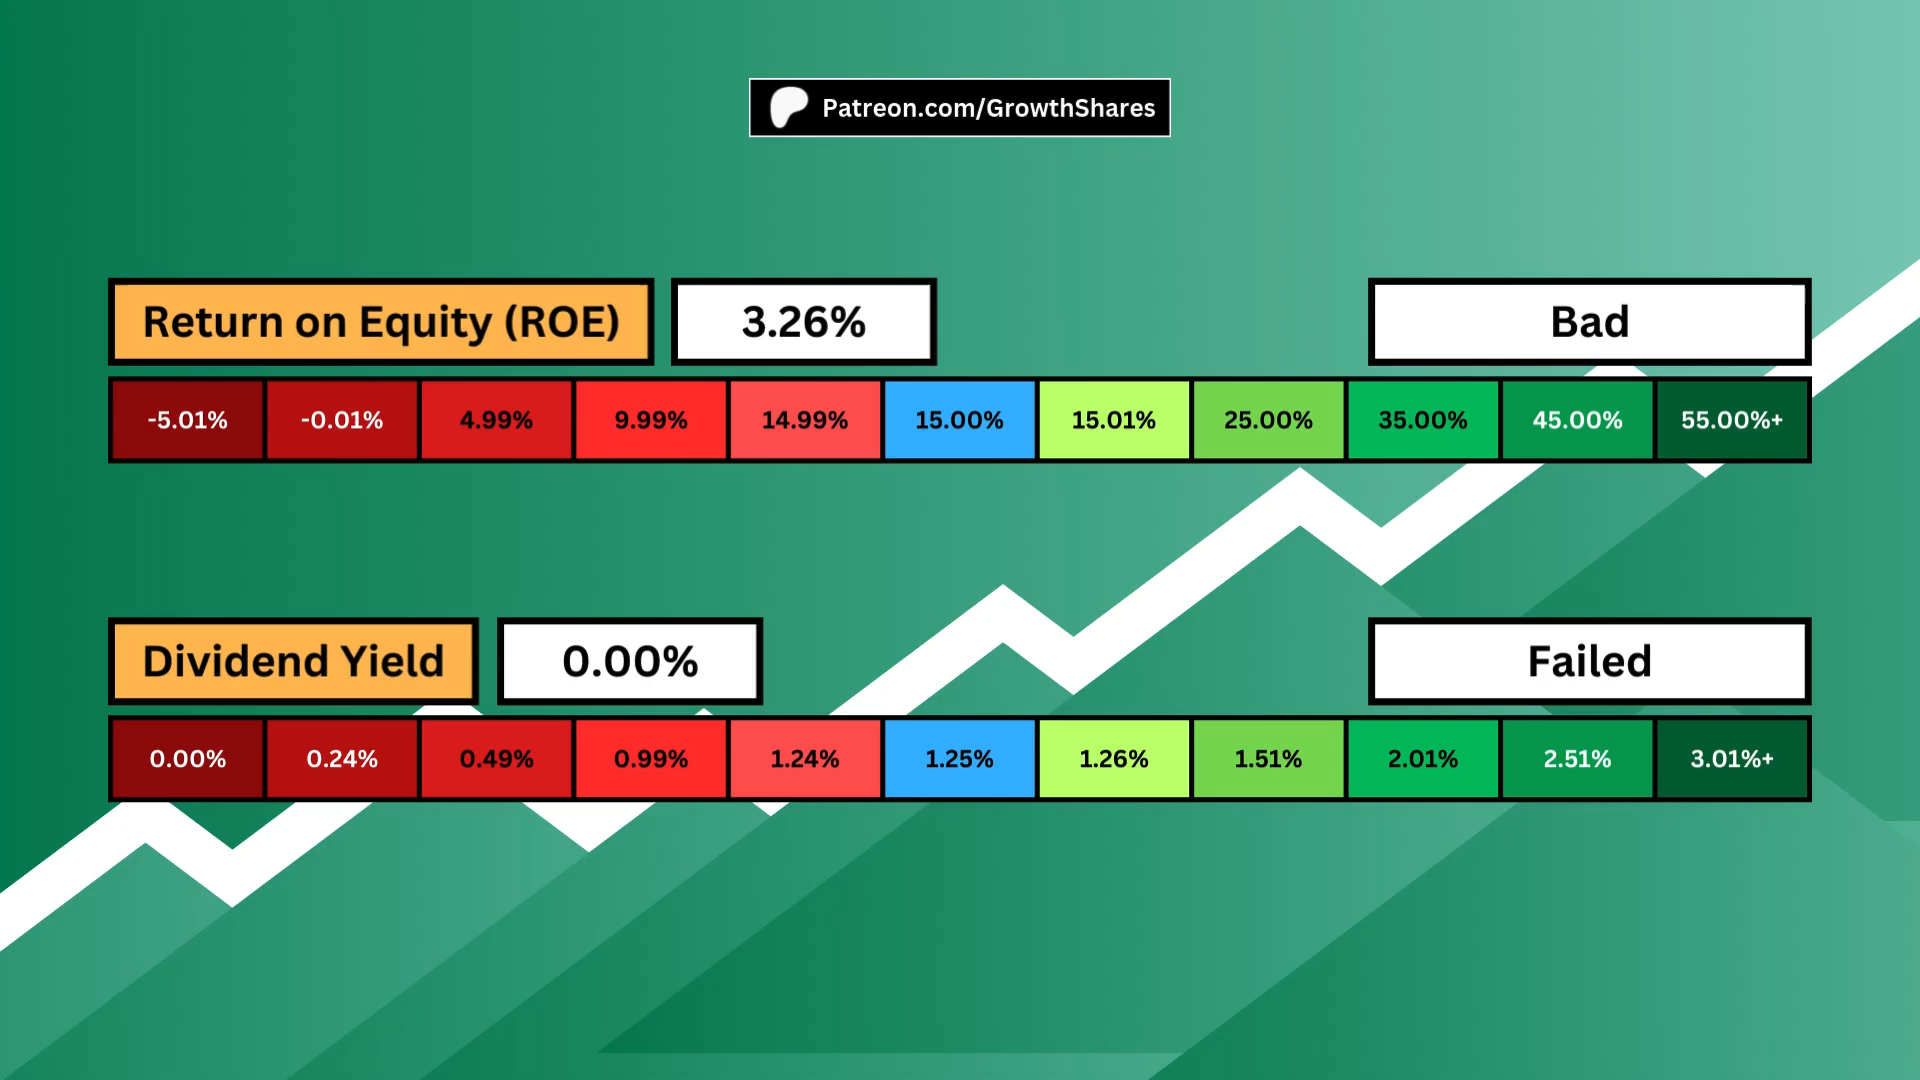 Patreon.com/GrowthShares
Return on Equity (ROE) 3.26% Bad
-5.01% -0.01% 4.99% 9.99% 14.99% 15.00% 15.01% 25.00% 35.00% 45.00% 55.00%+
Dividend Yield 0.00% Failed
0.00% 0.24% 0.49% 0.99% 1.24% 1.25% 1.26% 1.51% 2.01% 2.51% 3.01%+